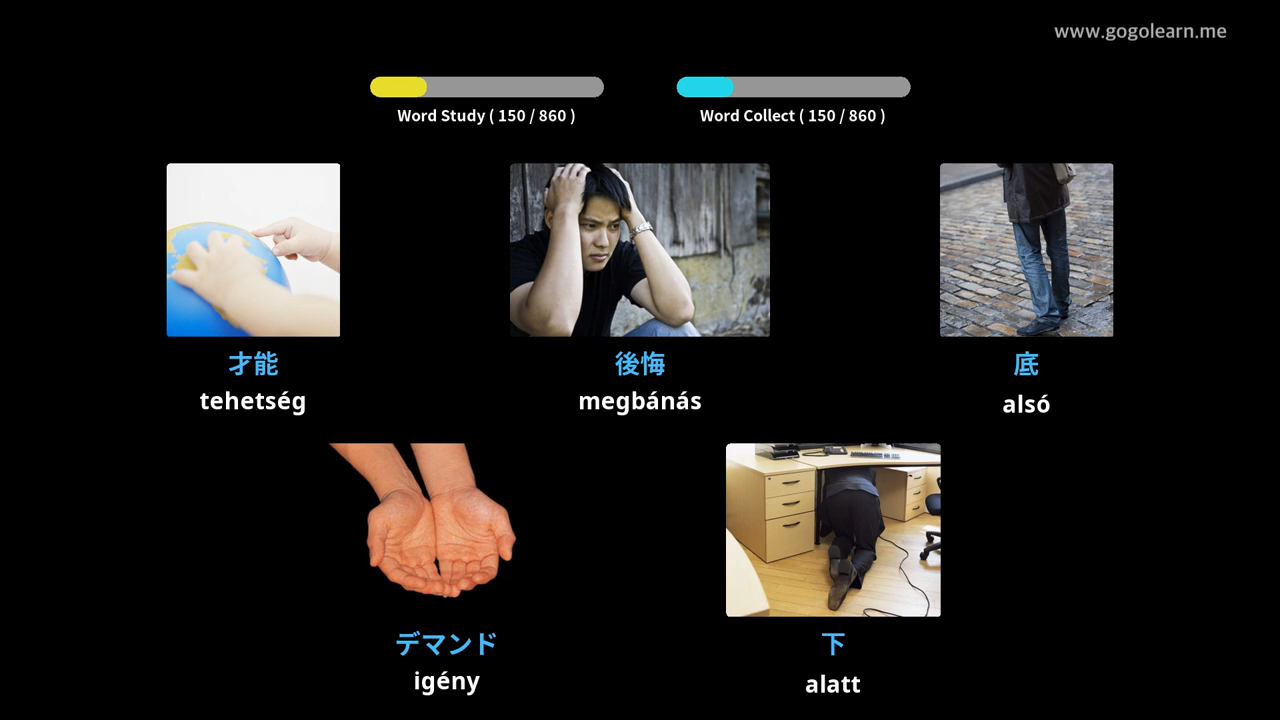 www.gogolearn.me
Word Study ( 150 / 860 )
Word Collect ( 150 / 860 )
才能
tehetség
後悔
megbánás
底
alsó
デマンド
igény
下
alatt